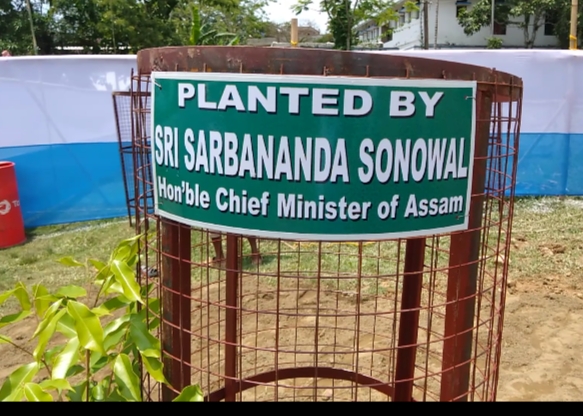 PLANTED BY
SRI SARBANANDA SONOWAL
Hon'ble Chief Minister of Assam